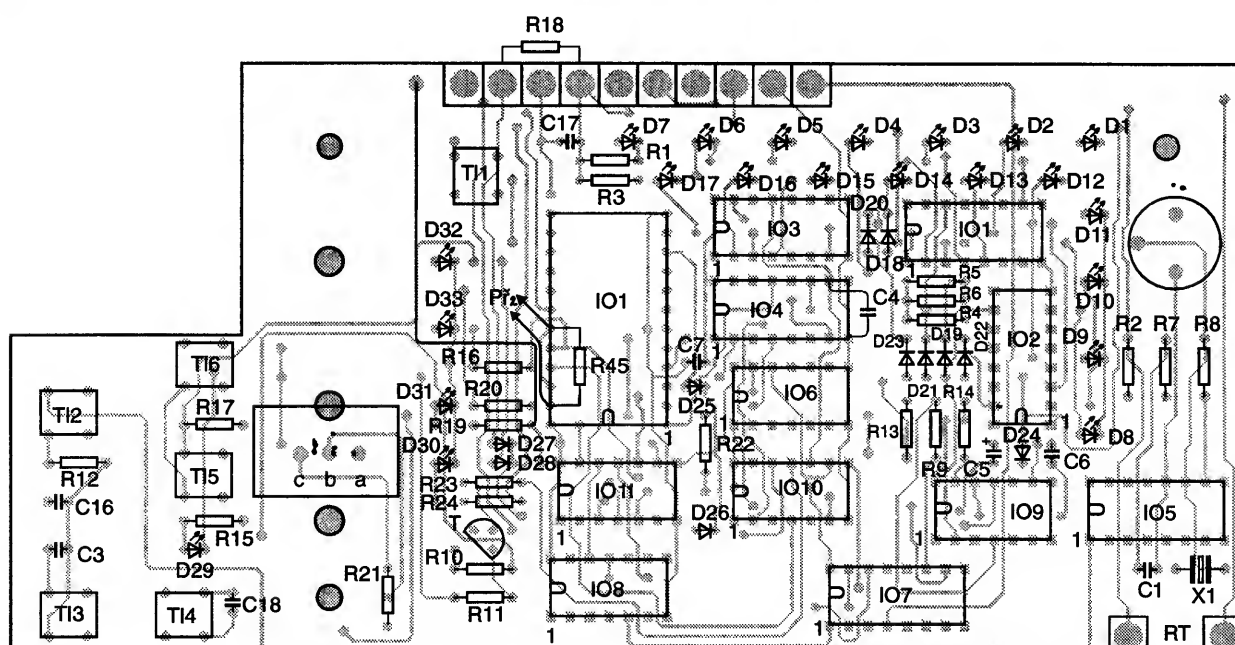 R18
C17 D7 D6 D5 D4 D3 D2 D1
TI1 R1
R3 D17 D16 D15 D14 D13 D12
D20
D32 IO3 IO1 D11
1 D18 1
R5
D33 Př. IO1 IO4 C4 R6 IO2 D10
R4
1
R16 R45 C7 D23 D19 D22 D9 R2 R7 R8
TI6
R20
D31 D25 IO6 D21 R14
TI2 R17 R19 1 R22 1 R13 1 D8
D30 D27 D24
R12 c b a D28 R9 C5 C6
TI5 R23 IO11 IO10
C16 R24 IO9 IO5
R15 T 1 D26 1 1 1
C3 D29 R10
R21 IO8 IO7 C1 X1
TI3 TI4 C18 R11
1 1 RT